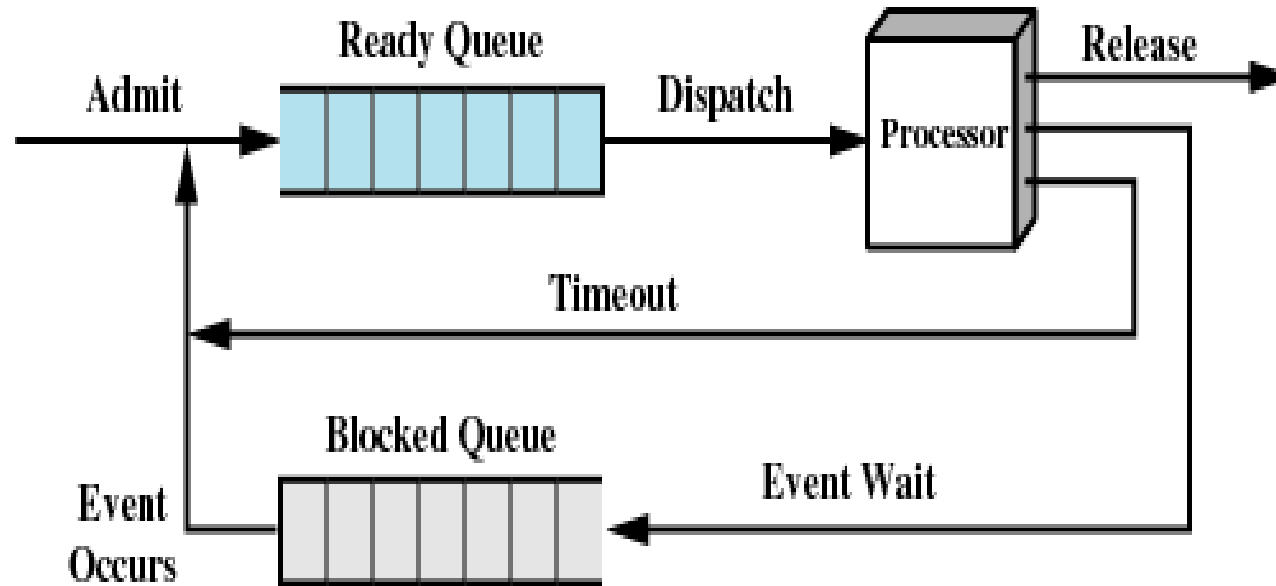 Ready Queue
Release
Admit
Dispatch
Processor
Timeout
Blocked Queue
Event Wait
Event
Occurs